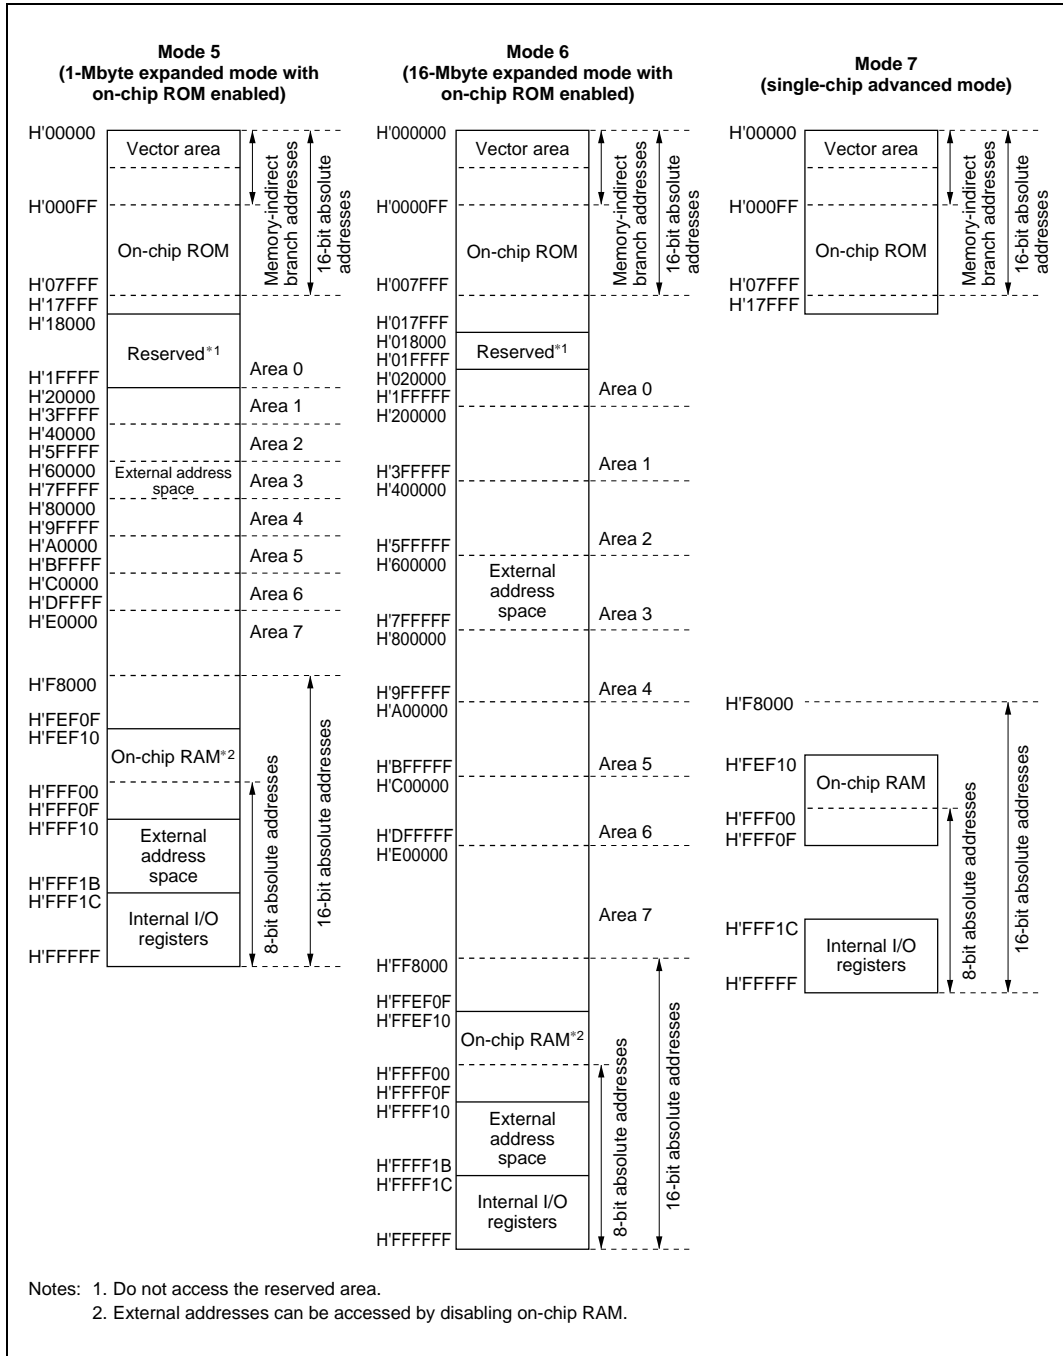 Mode 5
(1-Mbyte expanded mode with
on-chip ROM enabled)
H'00000
Vector area
H'000FF
On-chip ROM
H'07FFF
H'17FFF
H'18000
Reserved*1
H'1FFFF
H'20000
H'3FFFF
H'40000
H'5FFFF
H'60000
External address
space
H'7FFFF
H'80000
H'9FFFF
H'A0000
H'BFFFF
H'C0000
H'DFFFF
H'E0000
H'F8000
H'FEF0F
H'FEF10
On-chip RAM*2
H'FFF00
H'FFF0F
H'FFF10
External
address
space
H'FFF1B
H'FFF1C
Internal I/O
registers
H'FFFFF
Memory-indirect
branch addresses
16-bit absolute
addresses
Area 0
Area 1
Area 2
Area 3
Area 4
Area 5
Area 6
Area 7
8-bit absolute addresses
16-bit absolute addresses
Mode 6
(16-Mbyte expanded mode with
on-chip ROM enabled)
H'000000
Vector area
H'0000FF
On-chip ROM
H'007FFF
H'017FFF
H'018000
Reserved*1
H'01FFFF
H'020000
H'1FFFFF
H'200000
H'3FFFFF
H'400000
H'5FFFFF
H'600000
External
address
space
H'7FFFFF
H'800000
H'9FFFFF
H'A00000
H'BFFFFF
H'C00000
H'DFFFFF
H'E00000
H'FF8000
H'FFEF0F
H'FFEF10
On-chip RAM*2
H'FFFF00
H'FFFF0F
H'FFFF10
External
address
space
H'FFFF1B
H'FFFF1C
Internal I/O
registers
H'FFFFFF
Memory-indirect
branch addresses
16-bit absolute
addresses
Area 0
Area 1
Area 2
Area 3
Area 4
Area 5
Area 6
Area 7
8-bit absolute addresses
16-bit absolute addresses
Mode 7
(single-chip advanced mode)
H'00000
Vector area
H'000FF
On-chip ROM
H'07FFF
H'17FFF
Memory-indirect
branch addresses
16-bit absolute
addresses
H'F8000
H'FEF10
On-chip RAM
H'FFF00
H'FFF0F
H'FFF1C
Internal I/O
registers
H'FFFFF
8-bit absolute addresses
16-bit absolute addresses
Notes: 1. Do not access the reserved area.
2. External addresses can be accessed by disabling on-chip RAM.